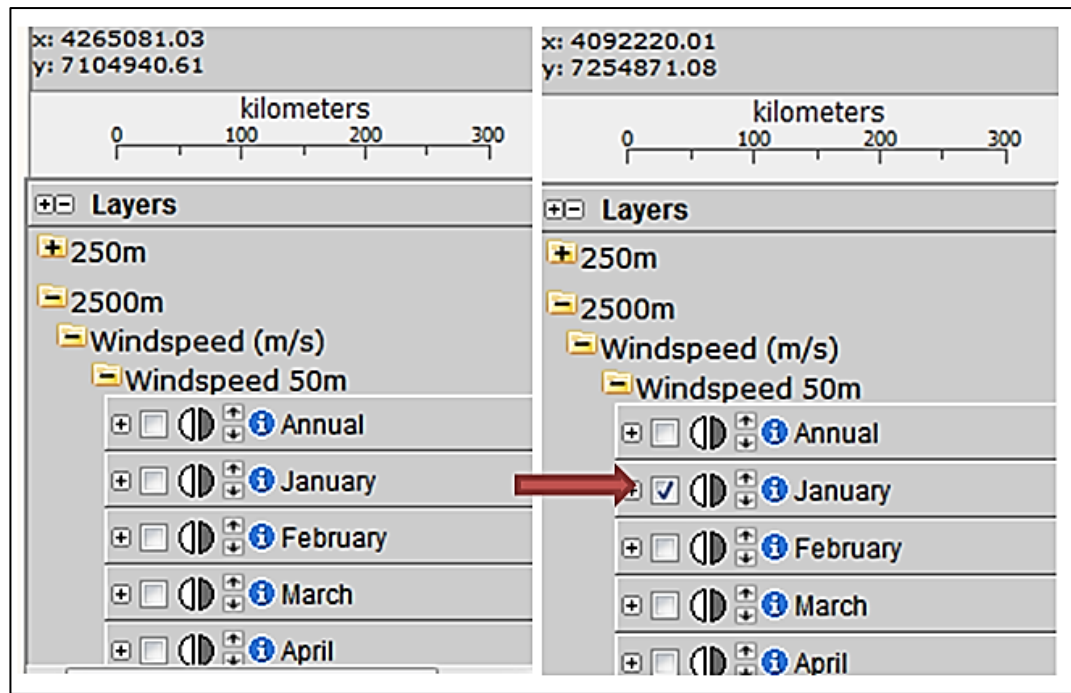 x: 4265081.03
y: 7104940.61
kilometers
0 100 200 300
Layers
250m
2500m
Windspeed (m/s)
Windspeed 50m
Annual
January
February
March
April
x: 4092220.01
y: 7254871.08
kilometers
0 100 200 300
Layers
250m
2500m
Windspeed (m/s)
Windspeed 50m
Annual
January
February
March
April